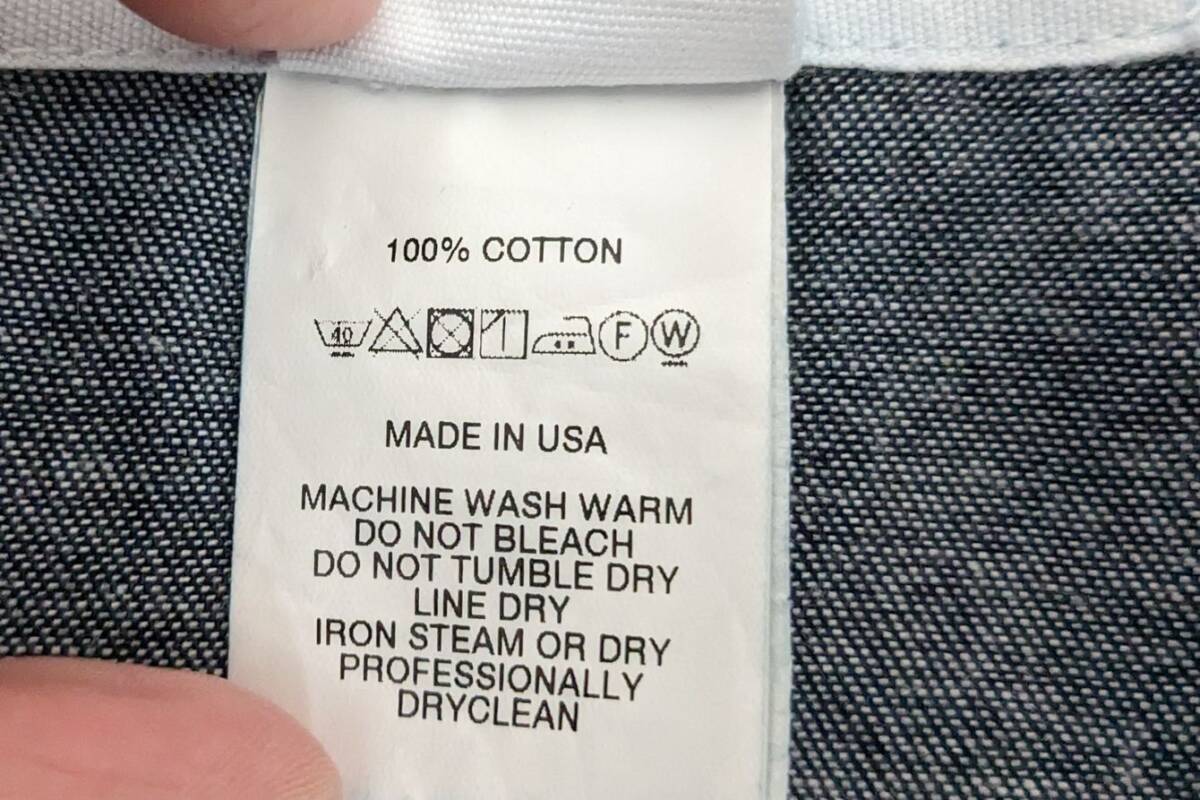 100% COTTON
40 F W
MADE IN USA
MACHINE WASH WARM
DO NOT BLEACH
DO NOT TUMBLE DRY
LINE DRY
IRON STEAM OR DRY
PROFESSIONALLY
DRYCLEAN